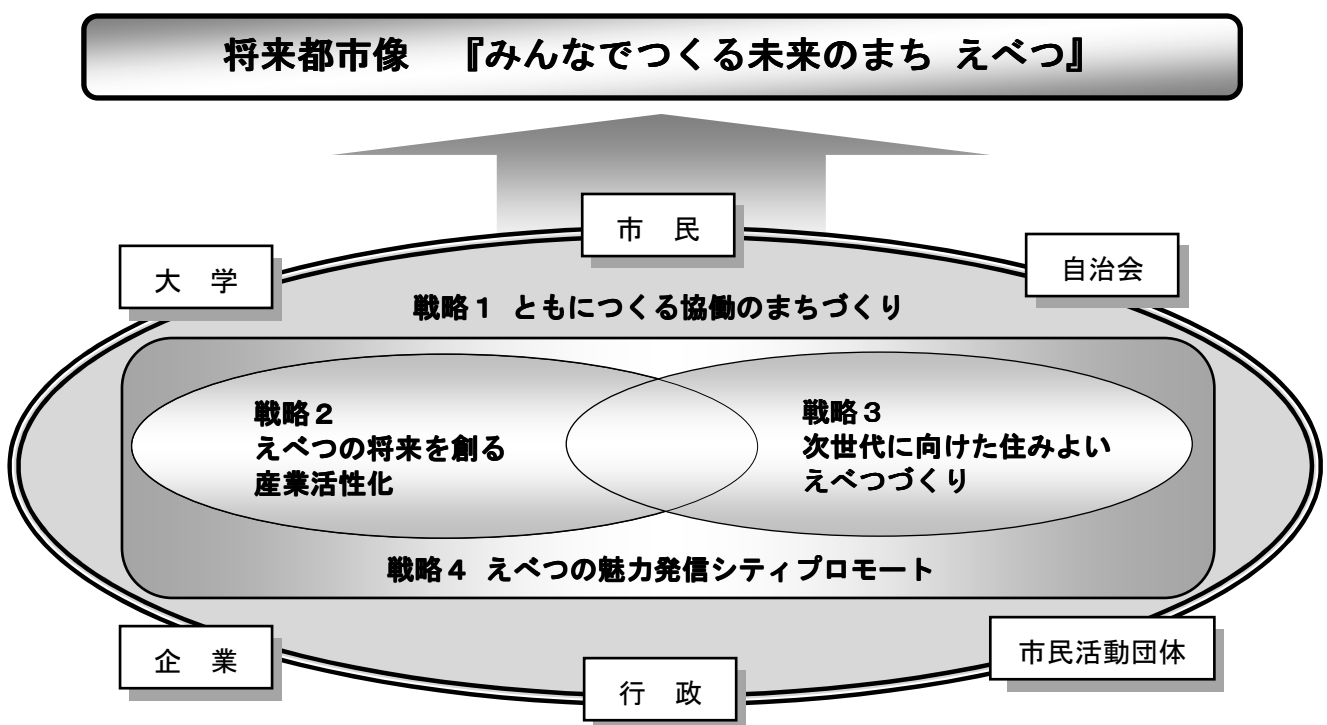 将来都市像　『みんなでつくる未来のまち えべつ』
市　民
大　学
自治会
戦略１ ともにつくる協働のまちづくり
戦略２
えべつの将来を創る
産業活性化
戦略３
次世代に向けた住みよい
えべつづくり
戦略４ えべつの魅力発信シティプロモート
企　業
行　政
市民活動団体